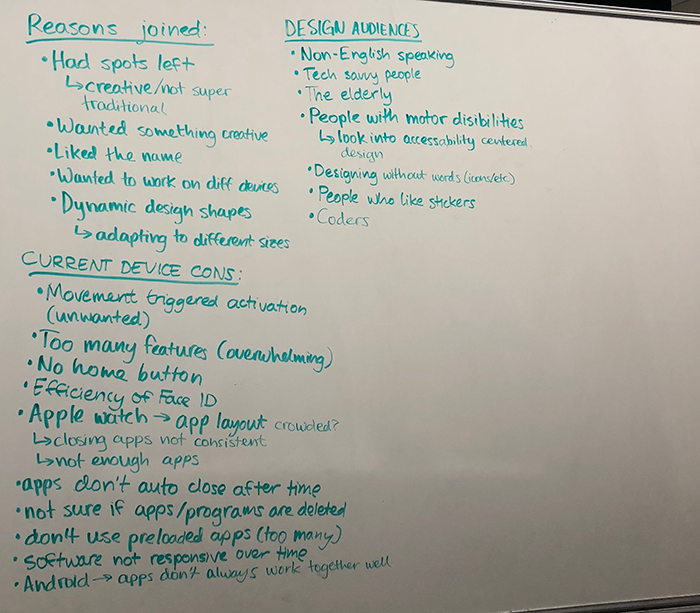 Reasons joined:
• Had spots left
↳creative/not super
traditional
• Wanted something creative
• Liked the name
• Wanted to work on diff devices
• Dynamic design shapes
↳adapting to different sizes
CURRENT DEVICE CONS:
• Movement triggered activation
(unwanted)
• Too many features (overwhelming)
• No home button
• Efficiency of Face ID
• Apple watch → app layout crowded?
↳closing apps not consistent
↳not enough apps
• apps don't auto close after time
• not sure if apps/programs are deleted
• don't use preloaded apps (too many)
• software not responsive over time
• Android → apps don't always work together well
DESIGN AUDIENCES
• Non-English speaking
• Tech savvy people
• The elderly
• People with motor disibilities
↳look into accessability centered
design
• Designing without words (icons/etc)
• People who like stickers
• Coders